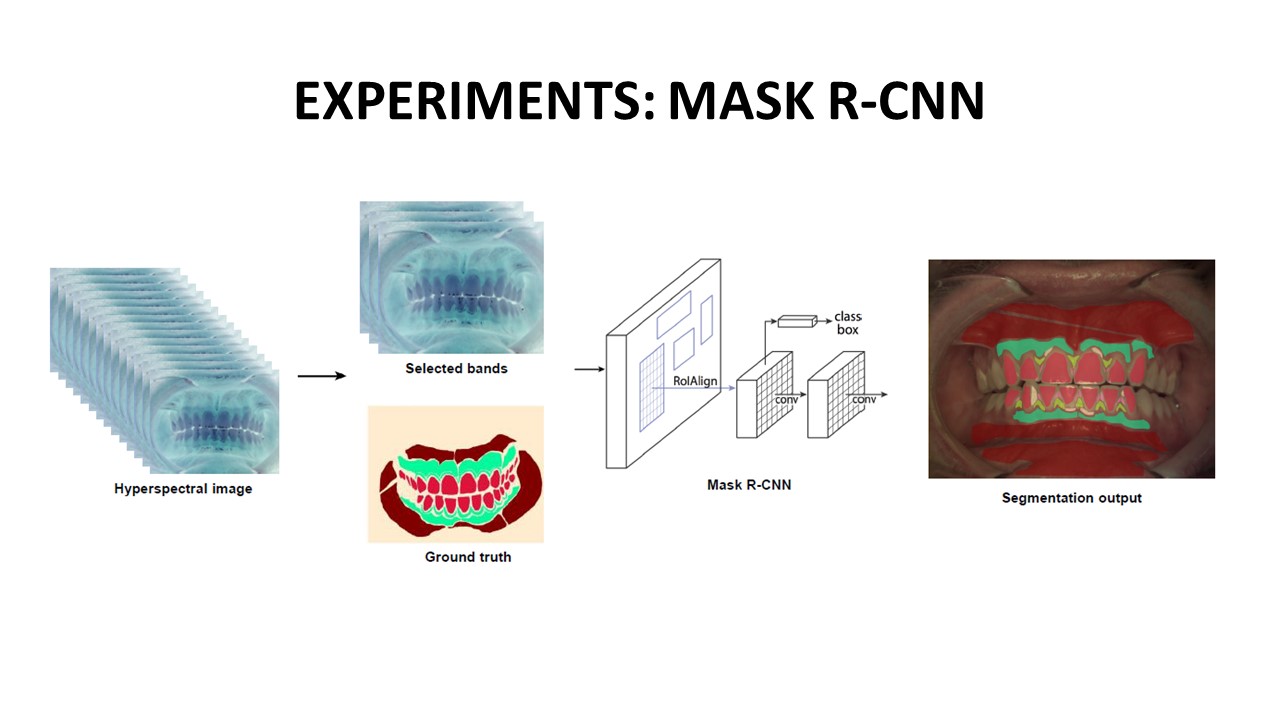 EXPERIMENTS: MASK R-CNN
Selected bands
Hyperspectral image
Ground truth
RoIAlign
class
box
conv
conv
Mask R-CNN
Segmentation output